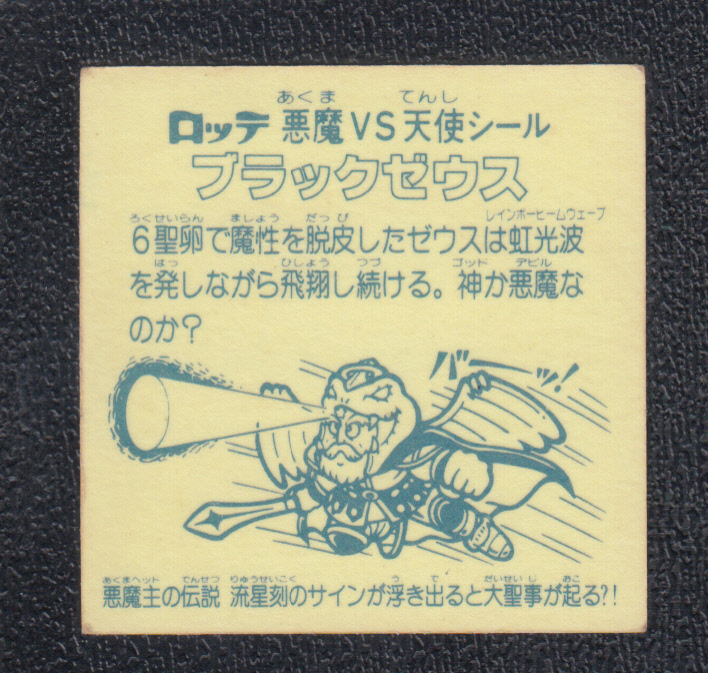 あくま てんし
ロッテ 悪魔VS天使シール
ブラックゼウス
ろくせいらん ましょう だっぴ レインボービームウェーブ
6聖卵で魔性を脱皮したゼウスは虹光波
はっ ひしょう つづ ゴッド デビル
を発しながら飛翔し続ける。神か悪魔な
のか?
バーッ!
あくまヘッド でんせつ りゅうせいこく う で だいせいじ おこ
悪魔主の伝説 流星刻のサインが浮き出ると大聖事が起る?!